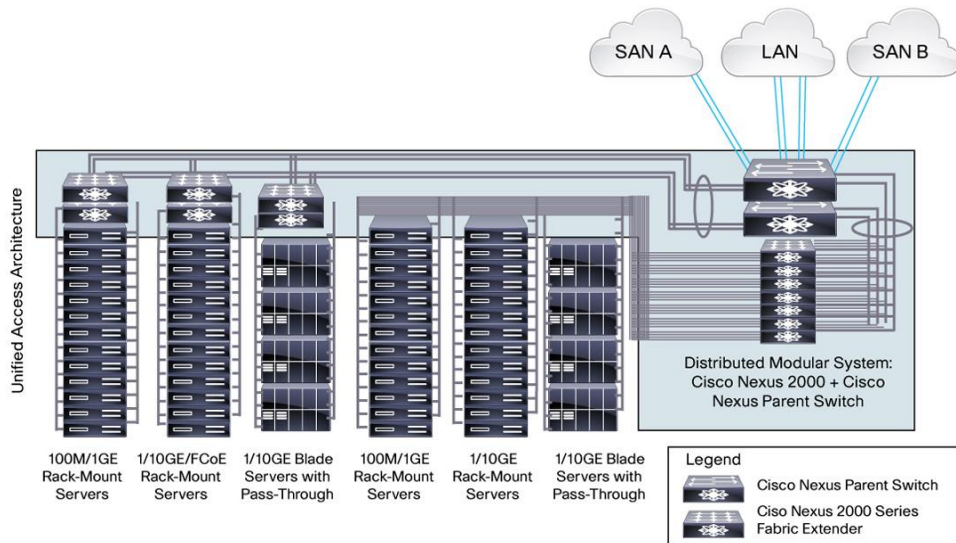 SAN A
LAN
SAN B
Unified Access Architecture
Distributed Modular System:
Cisco Nexus 2000 + Cisco
Nexus Parent Switch
100M/1GE
Rack-Mount
Servers
1/10GE/FCoE
Rack-Mount
Servers
1/10GE Blade
Servers with
Pass-Through
100M/1GE
Rack-Mount
Servers
1/10GE
Rack-Mount
Servers
1/10GE Blade
Servers with
Pass-Through
Legend
Cisco Nexus Parent Switch
Ciso Nexus 2000 Series
Fabric Extender